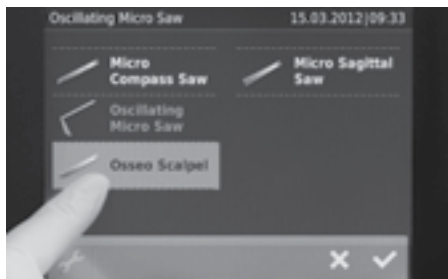 Oscillating Micro Saw 15.03.2012|09:33
Micro Compass Saw
Micro Sagittal Saw
Oscillating Micro Saw
Osseo Scalpel